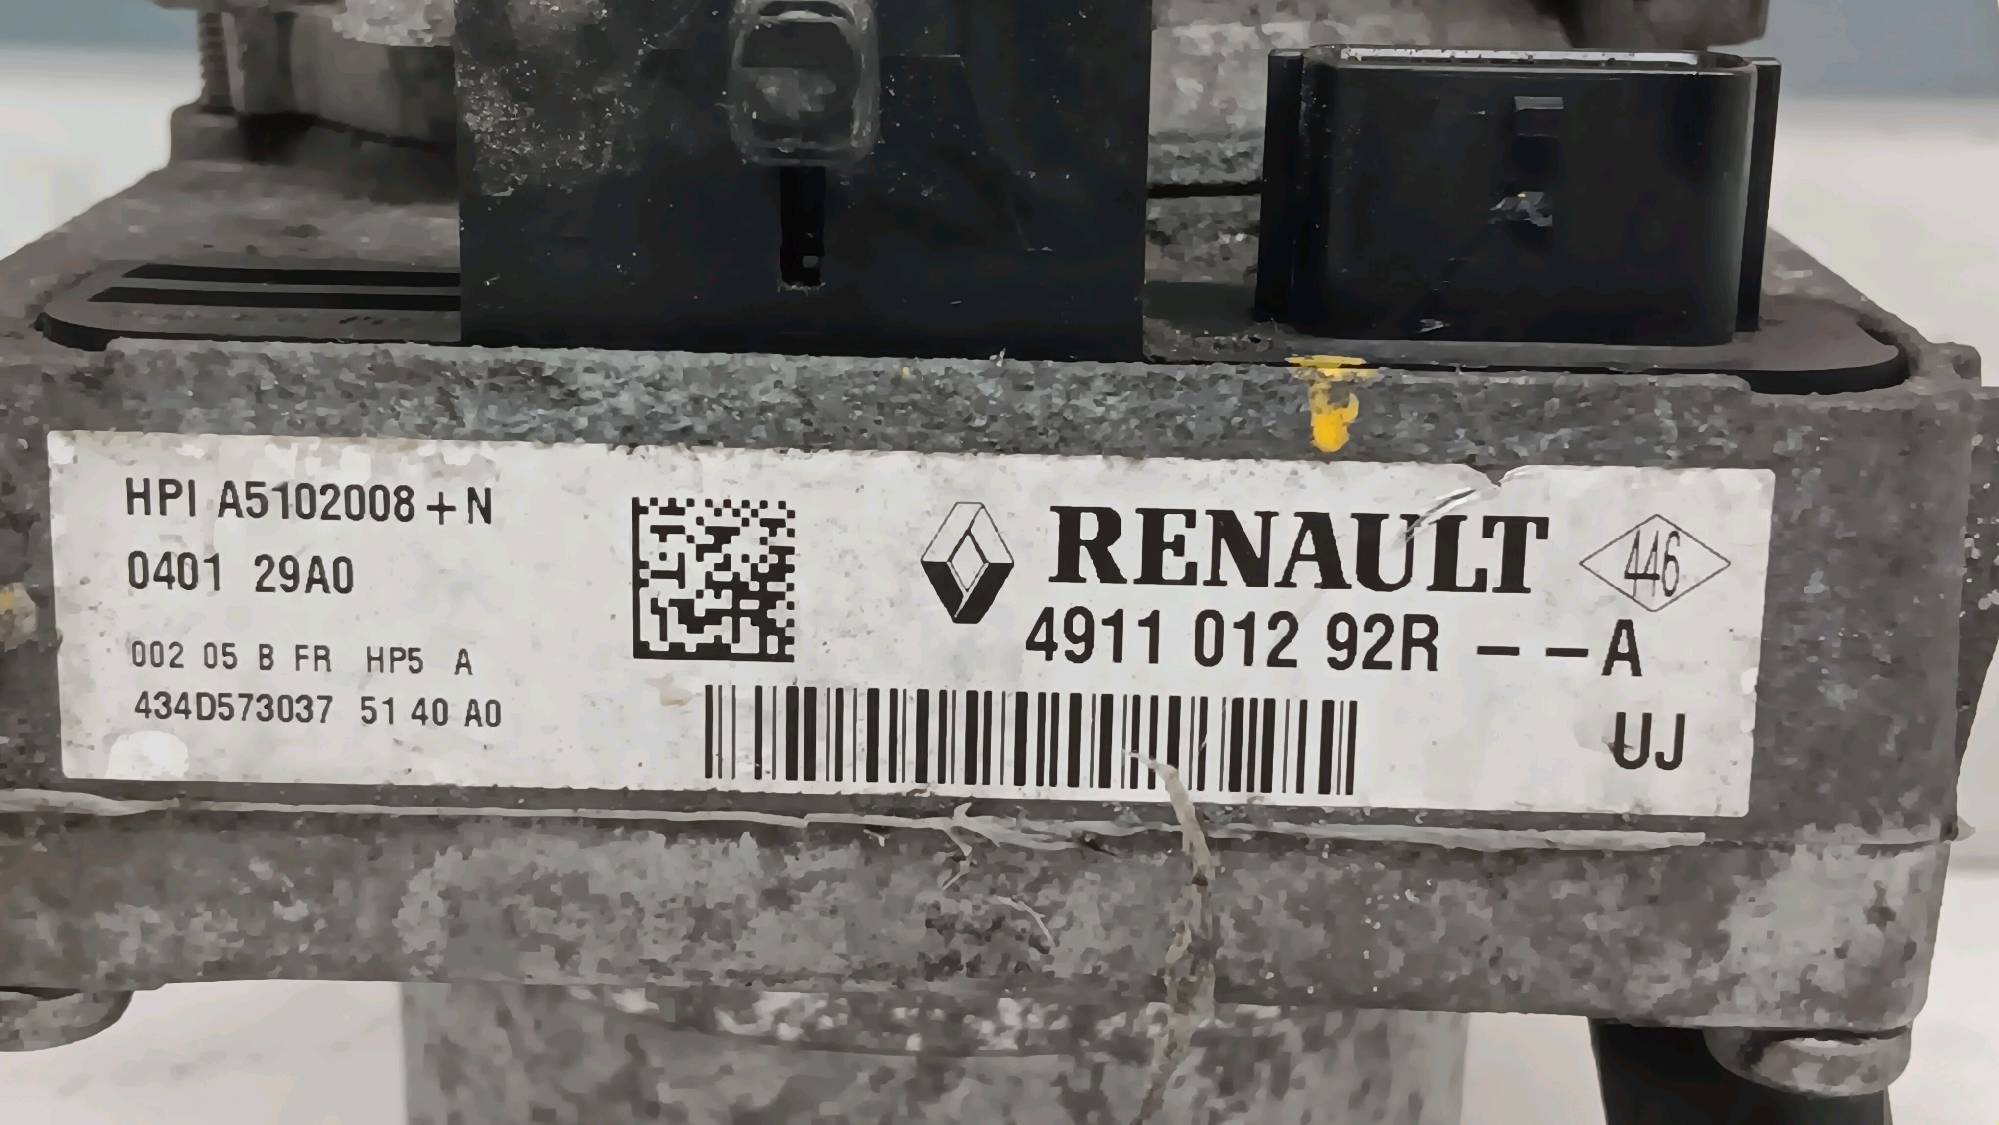 HPI A5102008+N
0401 29A0
002 05 B FR HP5 A
434D573037 51 40 A0
RENAULT
446
4911 012 92R --A
UJ